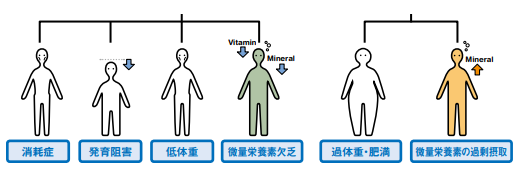 Vitamin
Mineral
Mineral
消耗症
発育阻害
低体重
微量栄養素欠乏
過体重・肥満
微量栄養素の過剰摂取